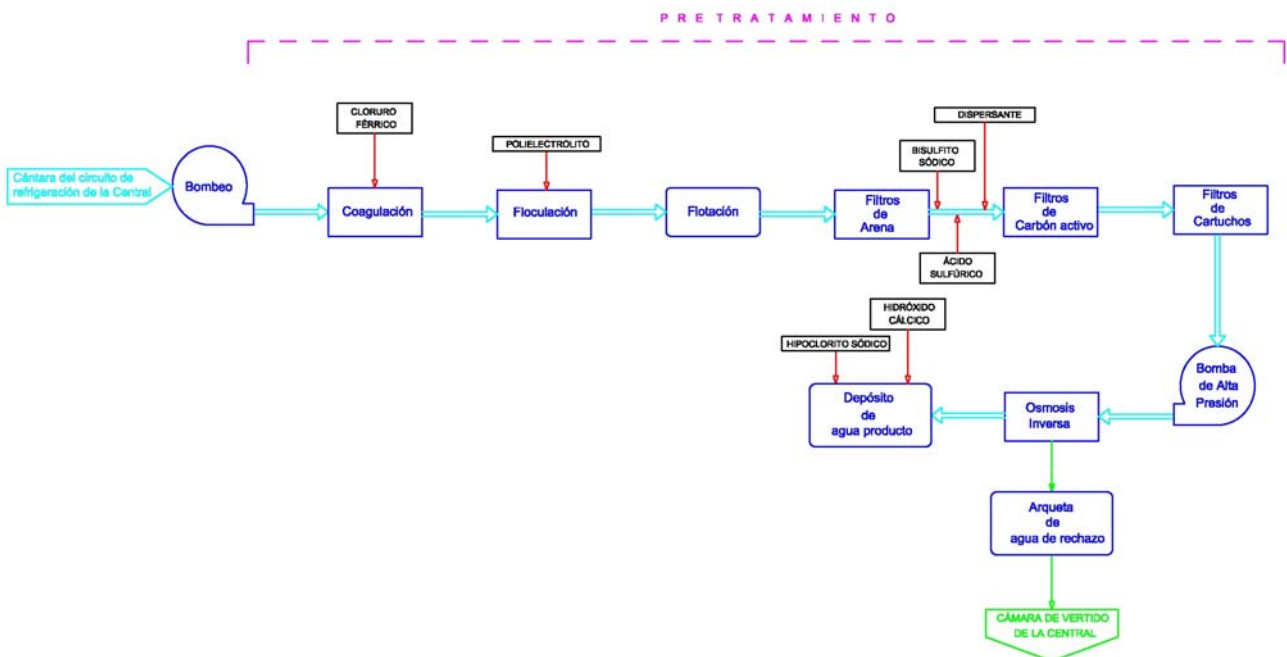 PRETRATAMIENTO
CLORURO
FÉRRICO
DISPERSANTE
POLIELECTROLITO
BISULFITO
SÓDICO
Cántara del circuito de
refrigeración de la Central
Bombeo
Coagulación
Floculación
Flotación
Filtros
de
Arena
Filtros
de
Carbón activo
Filtros
de
Cartuchos
ÁCIDO
SULFÚRICO
HIDRÓXIDO
CÁLCICO
HIPOCLORITO SÓDICO
Bomba
de Alta
Presión
Osmosis
Inversa
Depósito
de
agua producto
Arqueta
de
agua de rechazo
CÁMARA DE VERTIDO
DE LA CENTRAL